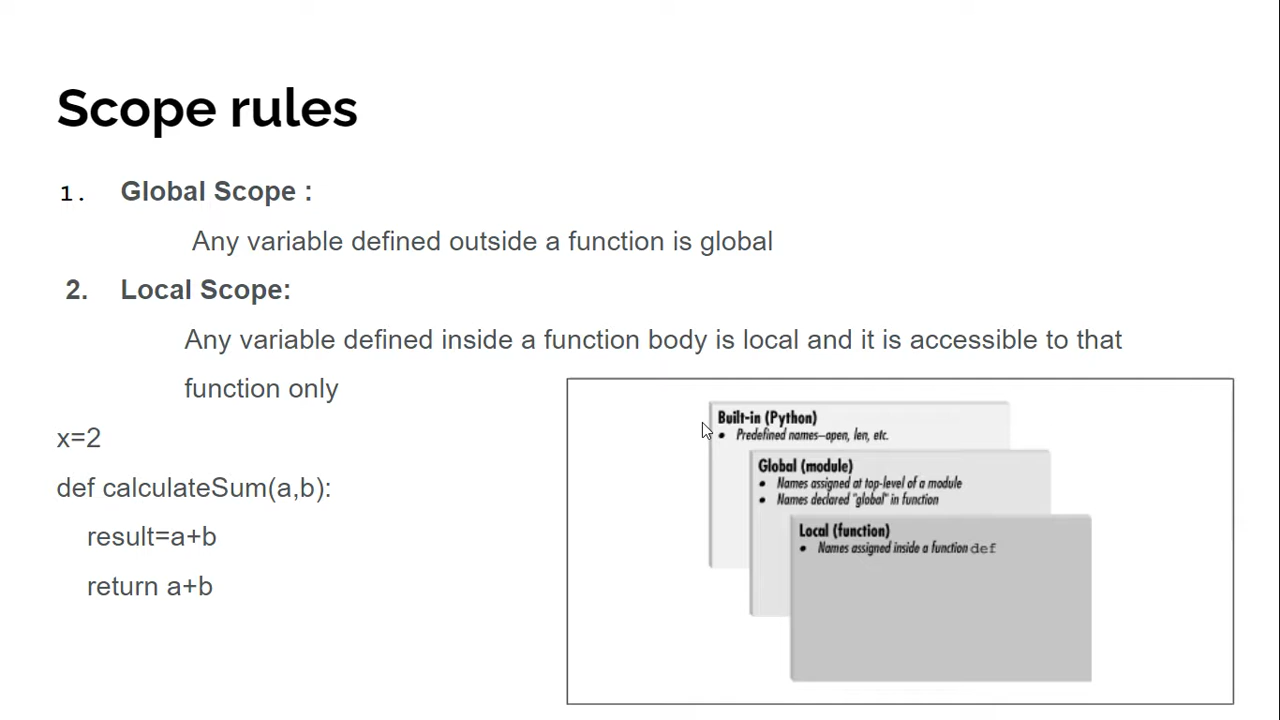 Scope rules
1. Global Scope :
Any variable defined outside a function is global
2. Local Scope:
Any variable defined inside a function body is local and it is accessible to that
function only
x=2
def calculateSum(a,b):
result=a+b
return a+b
Built-in (Python)
• Predefined names—open, len, etc.
Global (module)
• Names assigned at top-level of a module
• Names declared "global" in function
Local (function)
• Names assigned inside a function def